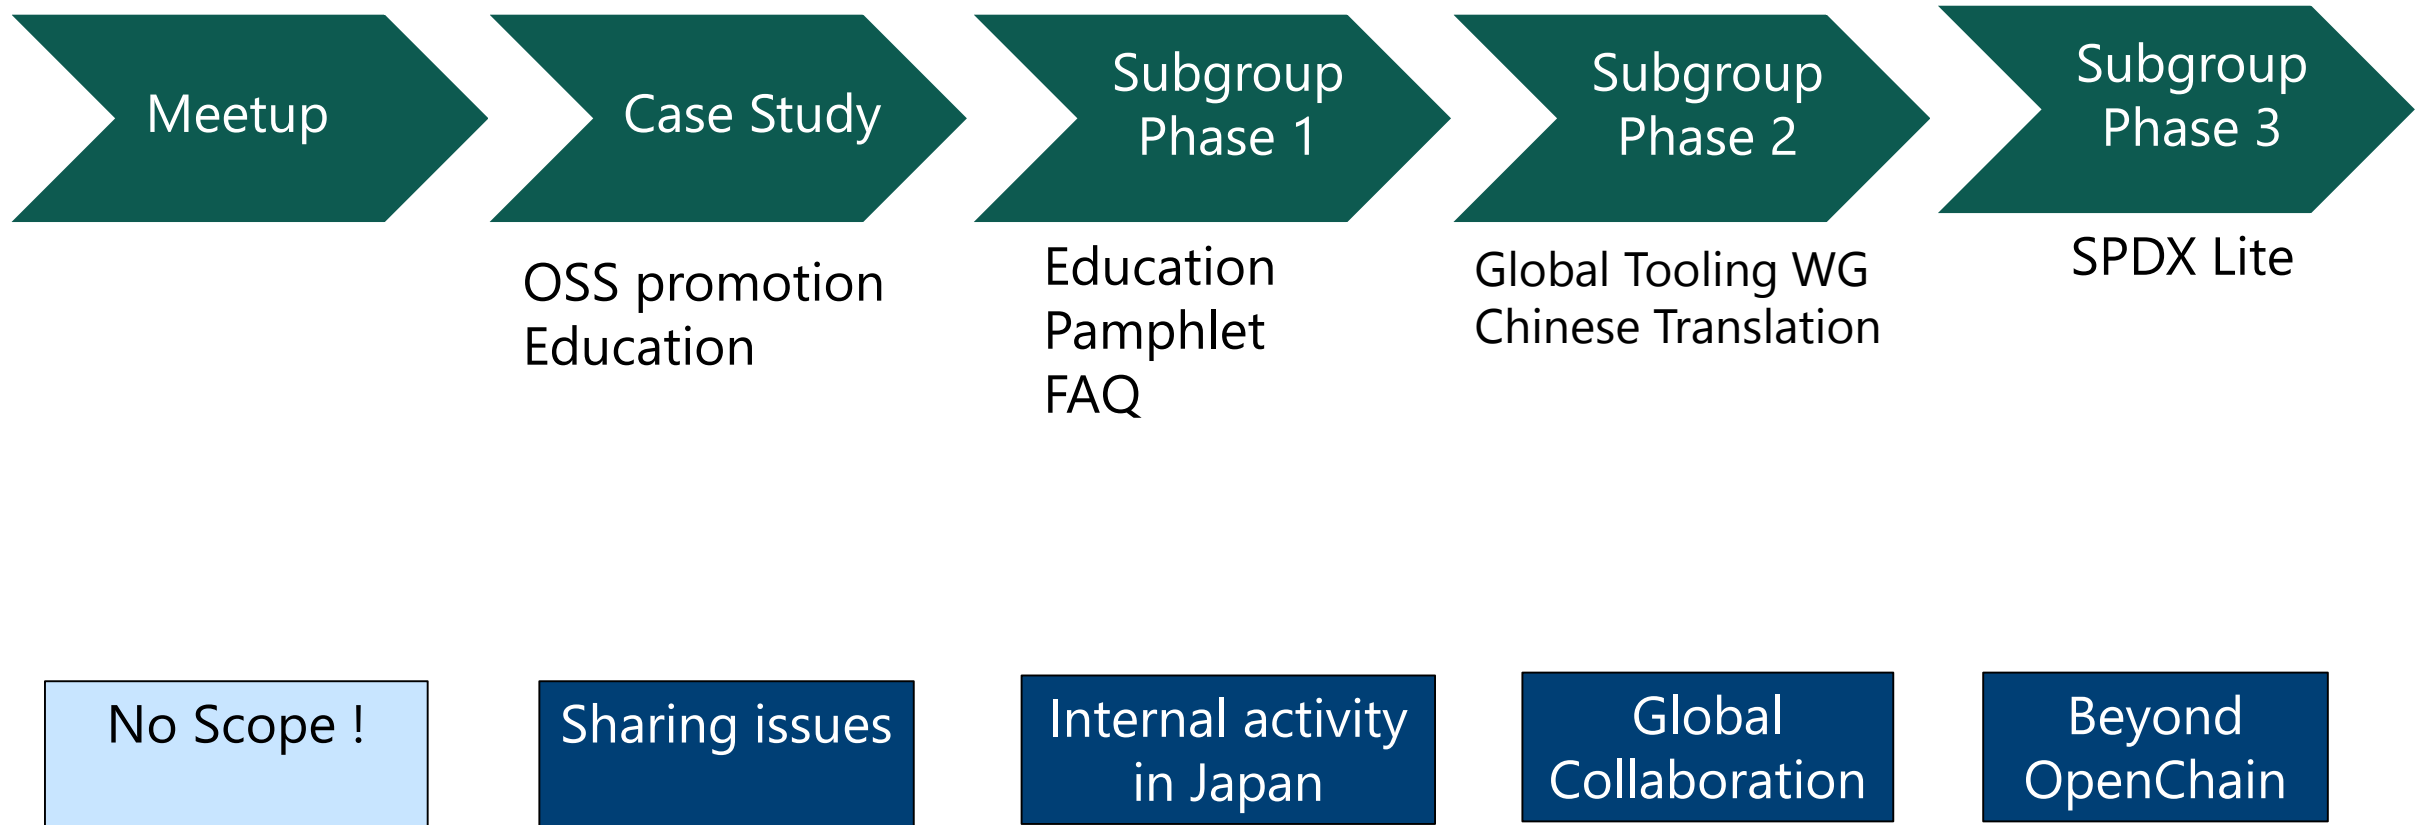 Meetup
Case Study
Subgroup
Phase 1
Subgroup
Phase 2
Subgroup
Phase 3
OSS promotion
Education
Education
Pamphlet
FAQ
Global Tooling WG
Chinese Translation
SPDX Lite
No Scope !
Sharing issues
Internal activity
in Japan
Global
Collaboration
Beyond
OpenChain